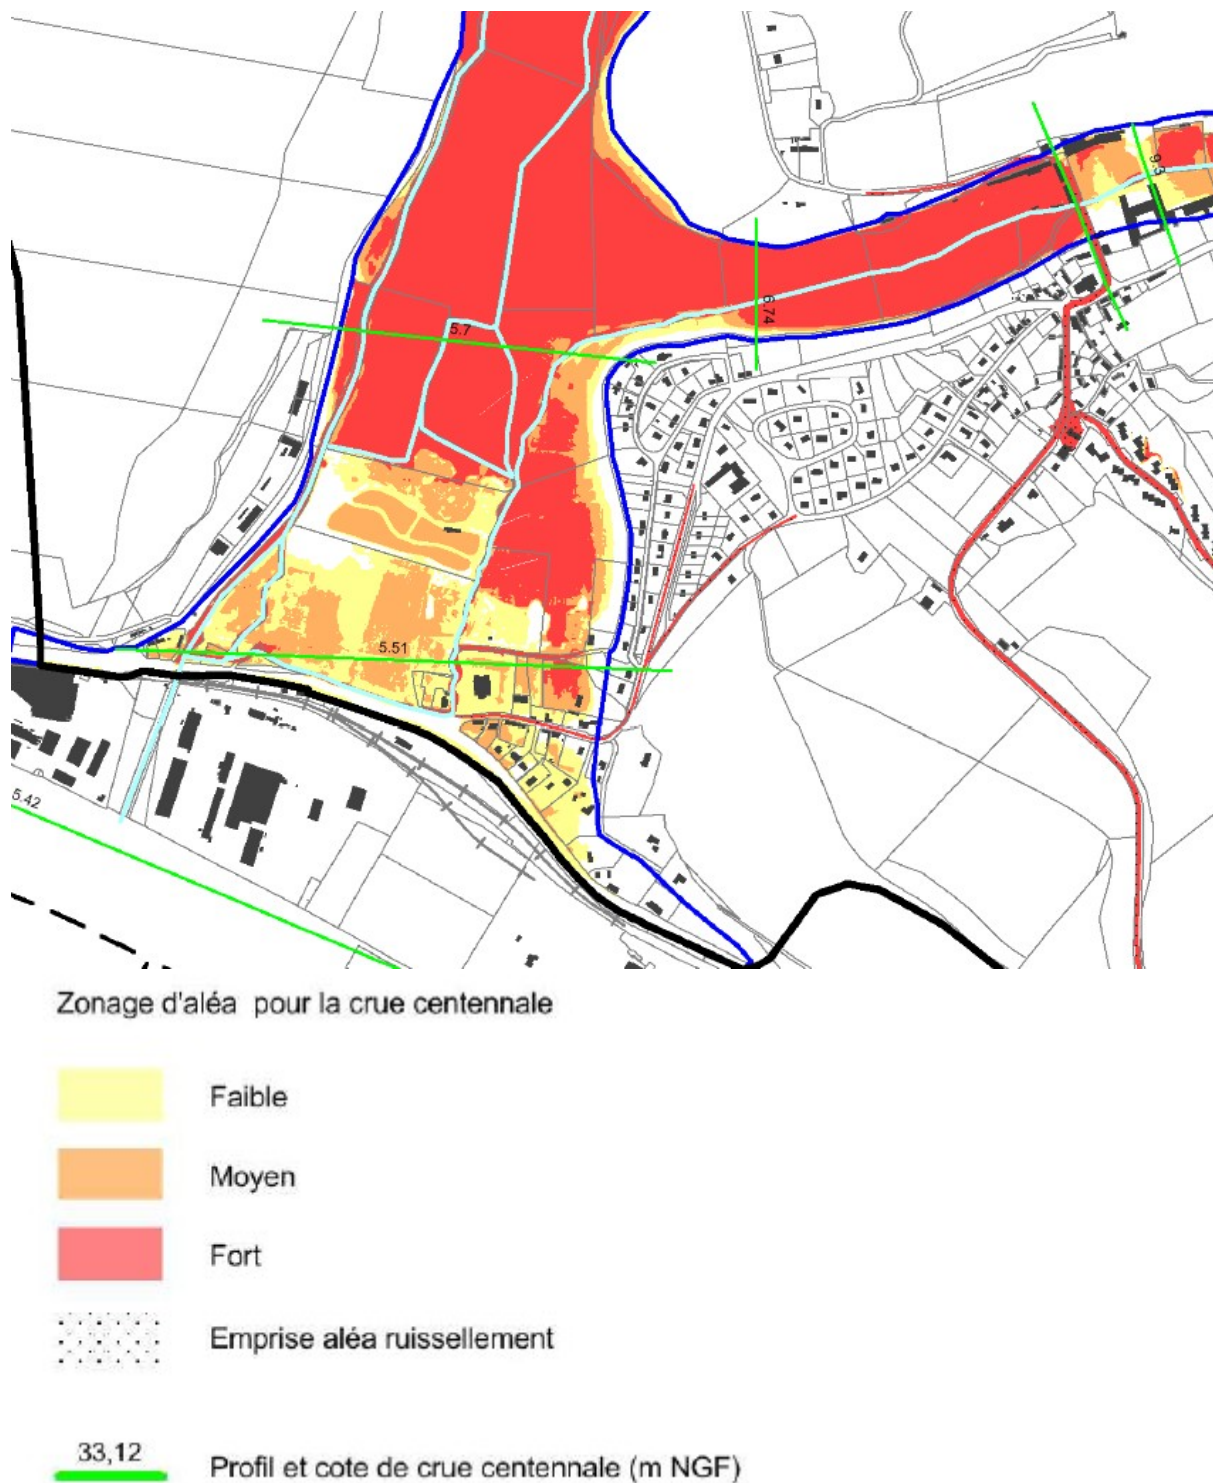 9.3
6.74
5.7
5.51
5.42
Zonage d'aléa pour la crue centennale
Faible
Moyen
Fort
Emprise aléa ruissellement
33,12
Profil et cote de crue centennale (m NGF)